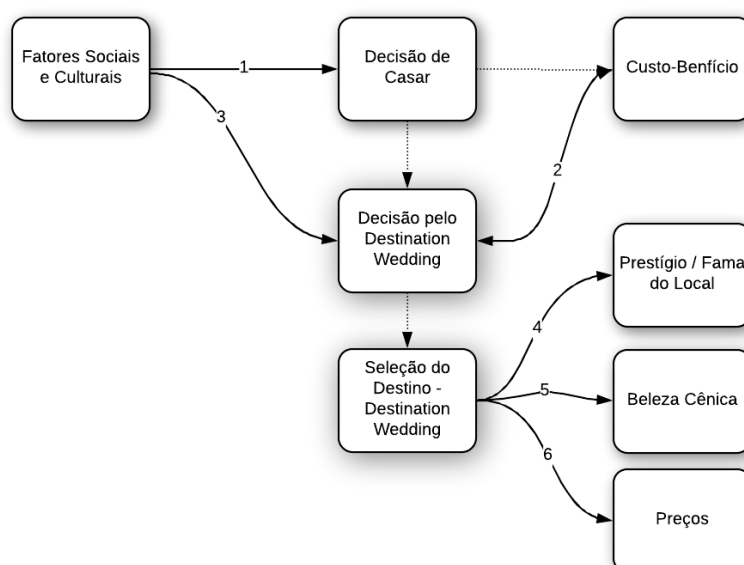 Fatores Sociais
e Culturais
1
Decisão de
Casar
Custo-Benfício
3
2
Decisão pelo
Destination
Wedding
Prestígio / Fama
do Local
4
Seleção do
Destino -
Destination
Wedding
5
Beleza Cênica
6
Preços